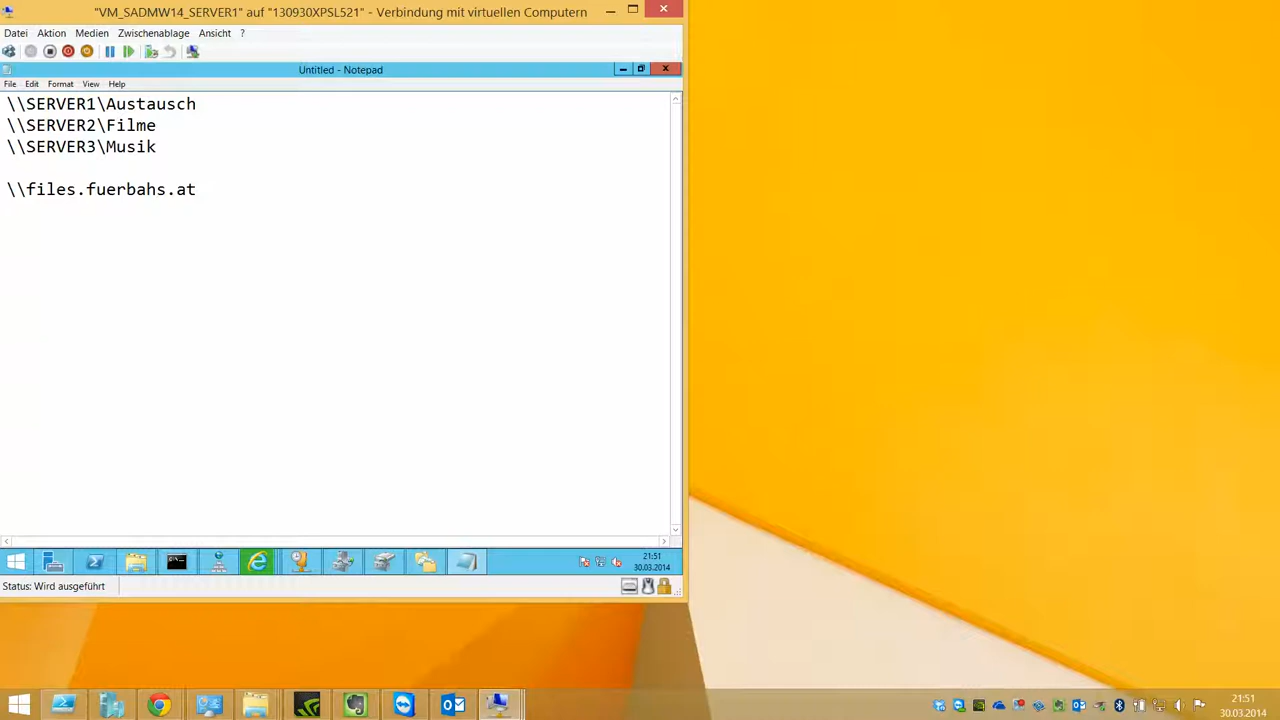 "VM_SADMW14_SERVER1" auf "130930XPSL521" - Verbindung mit virtuellen Computern
Datei Aktion Medien Zwischenablage Ansicht ?
Untitled - Notepad
File Edit Format View Help
\\SERVER1\Austausch
\\SERVER2\Filme
\\SERVER3\Musik
\\files.fuerbahs.at
21:51
30.03.2014
Status: Wird ausgeführt
21:51
30.03.2014